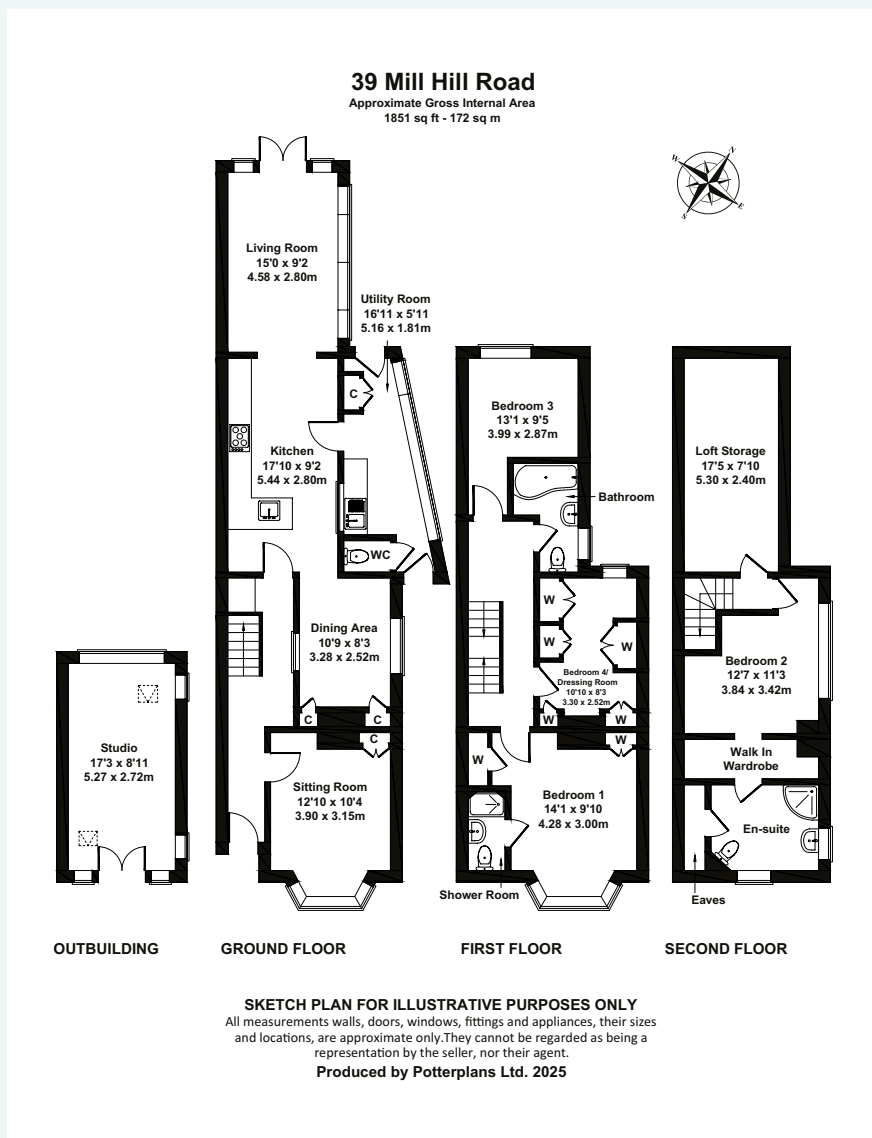 39 Mill Hill Road
Approximate Gross Internal Area
1851 sq ft - 172 sq m
N
W
E
S
Living Room
15'0 x 9'2
4.58 x 2.80m
Utility Room
16'11 x 5'11
5.16 x 1.81m
C
Kitchen
17'10 x 9'2
5.44 x 2.80m
WC
Dining Area
10'9 x 8'3
3.28 x 2.52m
C
C
C
Sitting Room
12'10 x 10'4
3.90 x 3.15m
Studio
17'3 x 8'11
5.27 x 2.72m
Bedroom 3
13'1 x 9'5
3.99 x 2.87m
Bathroom
W
W
W
Bedroom 4/
Dressing Room
10'10 x 8'3
3.30 x 2.52m
W
W
W
W
Bedroom 1
14'1 x 9'10
4.28 x 3.00m
Shower Room
Loft Storage
17'5 x 7'10
5.30 x 2.40m
Bedroom 2
12'7 x 11'3
3.84 x 3.42m
Walk In
Wardrobe
En-suite
Eaves
OUTBUILDING
GROUND FLOOR
FIRST FLOOR
SECOND FLOOR
SKETCH PLAN FOR ILLUSTRATIVE PURPOSES ONLY
All measurements walls, doors, windows, fittings and appliances, their sizes
and locations, are approximate only.They cannot be regarded as being a
representation by the seller, nor their agent.
Produced by Potterplans Ltd. 2025